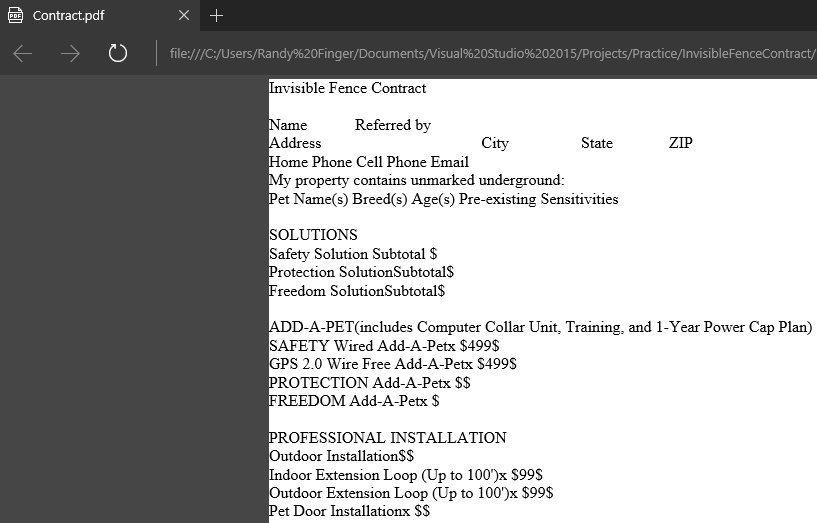 Contract.pdf
file:///C:/Users/Randy%20Finger/Documents/Visual%20Studio%202015/Projects/Practice/InvisibleFenceContract/
Invisible Fence Contract
Name Referred by
Address City State ZIP
Home Phone Cell Phone Email
My property contains unmarked underground:
Pet Name(s) Breed(s) Age(s) Pre-existing Sensitivities
SOLUTIONS
Safety Solution Subtotal $
Protection SolutionSubtotal$
Freedom SolutionSubtotal$
ADD-A-PET(includes Computer Collar Unit, Training, and 1-Year Power Cap Plan)
SAFETY Wired Add-A-Petx $499$
GPS 2.0 Wire Free Add-A-Petx $499$
PROTECTION Add-A-Petx $$
FREEDOM Add-A-Petx $
PROFESSIONAL INSTALLATION
Outdoor Installation$$
Indoor Extension Loop (Up to 100')x $99$
Outdoor Extension Loop (Up to 100')x $99$
Pet Door Installationx $$